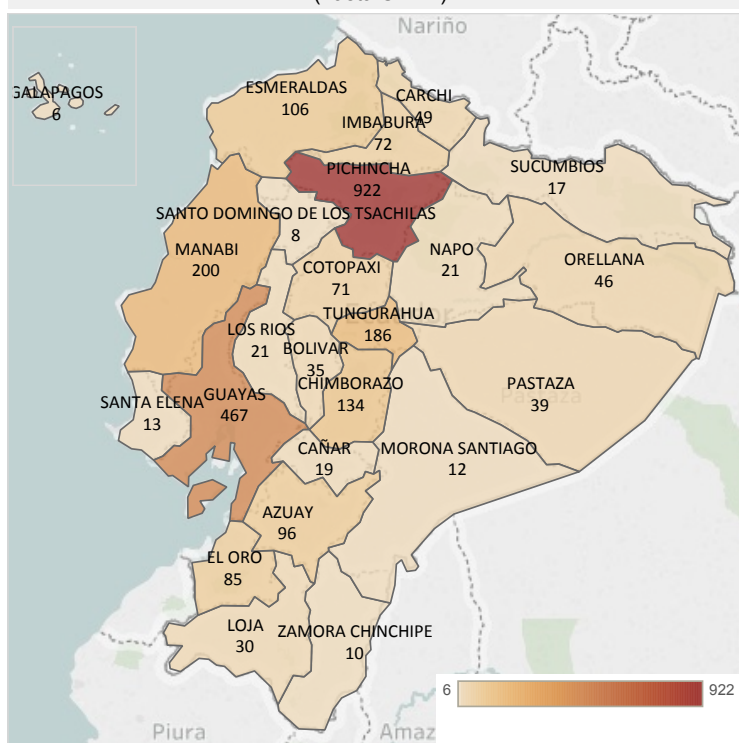 Nariño
GALAPAGOS
6
ESMERALDAS
106
CARCHI
49
IMBABURA
72
PICHINCHA
922
SUCUMBIOS
17
SANTO DOMINGO DE LOS TSACHILAS
8
MANABI
200
NAPO
21
ORELLANA
46
COTOPAXI
71
TUNGURAHUA
186
LOS RIOS
21
BOLIVAR
35
CHIMBORAZO
134
PASTAZA
39
Pastaza
SANTA ELENA
13
GUAYAS
467
CAÑAR
19
MORONA SANTIAGO
12
AZUAY
96
EL ORO
85
LOJA
30
ZAMORA CHINCHIPE
10
6
922
Piura
Amaz